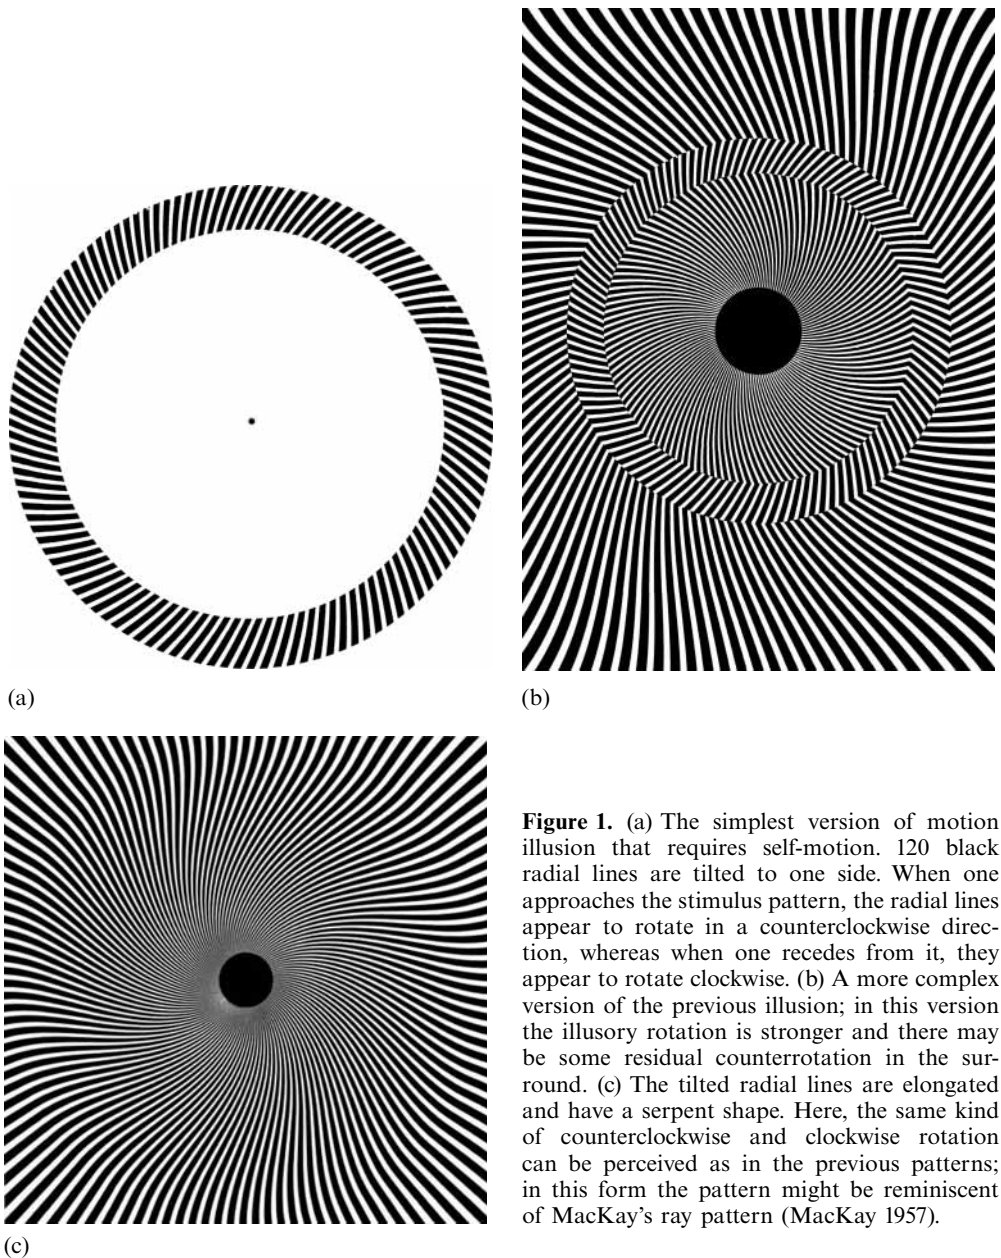 (a)
(b)
(c)
Figure 1. (a) The simplest version of motion
illusion that requires self-motion. 120 black
radial lines are tilted to one side. When one
approaches the stimulus pattern, the radial lines
appear to rotate in a counterclockwise direc-
tion, whereas when one recedes from it, they
appear to rotate clockwise. (b) A more complex
version of the previous illusion; in this version
the illusory rotation is stronger and there may
be some residual counterrotation in the sur-
round. (c) The tilted radial lines are elongated
and have a serpent shape. Here, the same kind
of counterclockwise and clockwise rotation
can be perceived as in the previous patterns;
in this form the pattern might be reminiscent
of MacKay's ray pattern (MacKay 1957).